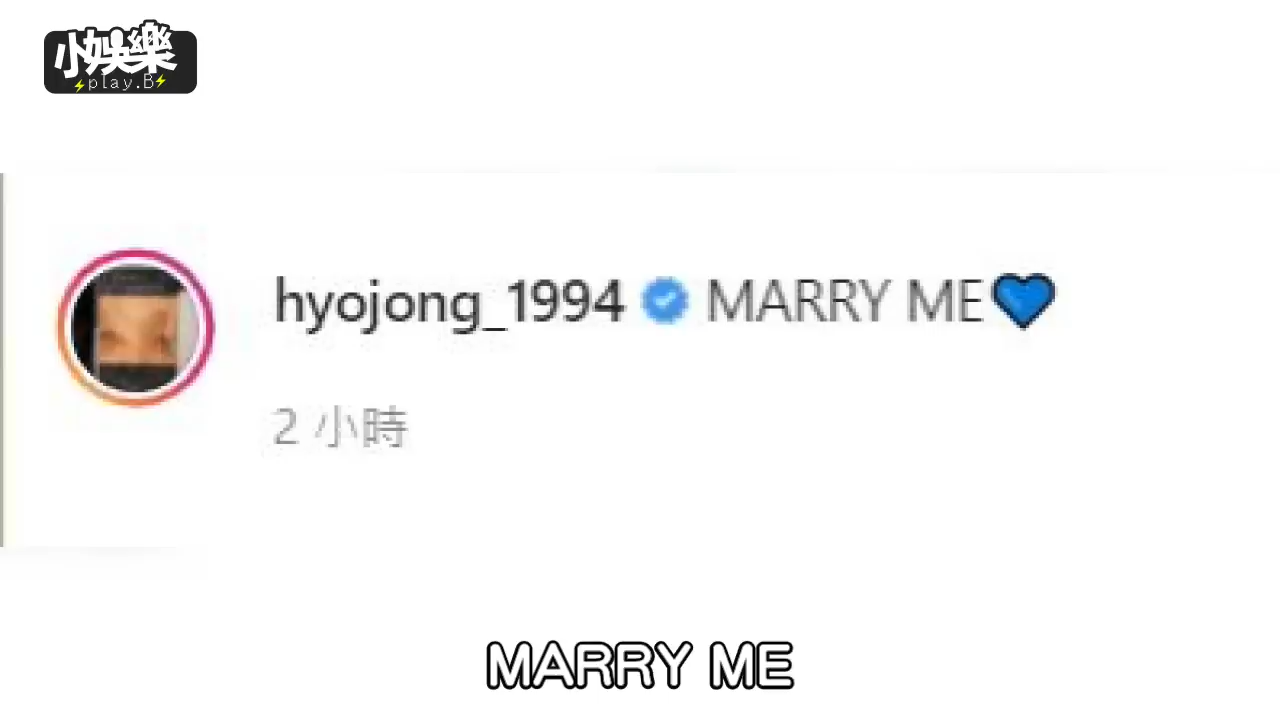 小娛樂
play.B
hyojong_1994 MARRY ME💙
2 小時
MARRY ME